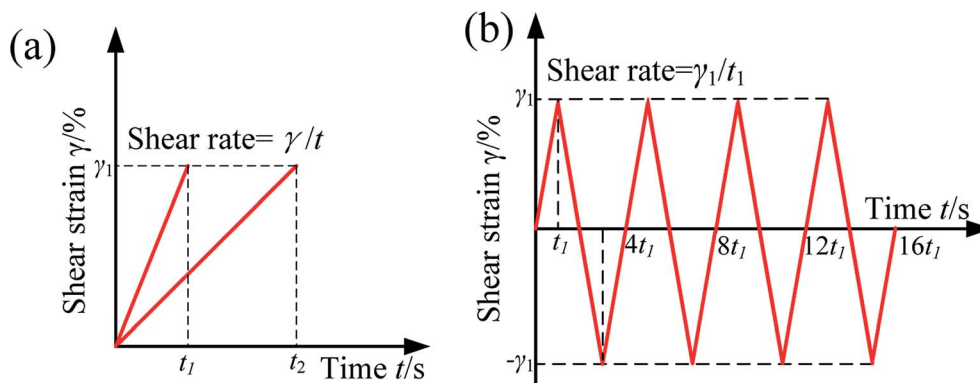 (a)
Shear strain γ/%
Shear rate= γ/t
γ₁
t₁
t₂
Time t/s
(b)
Shear strain γ/%
Shear rate=γ₁/t₁
γ₁
-γ₁
Time t/s
t₁
4t₁
8t₁
12t₁
16t₁